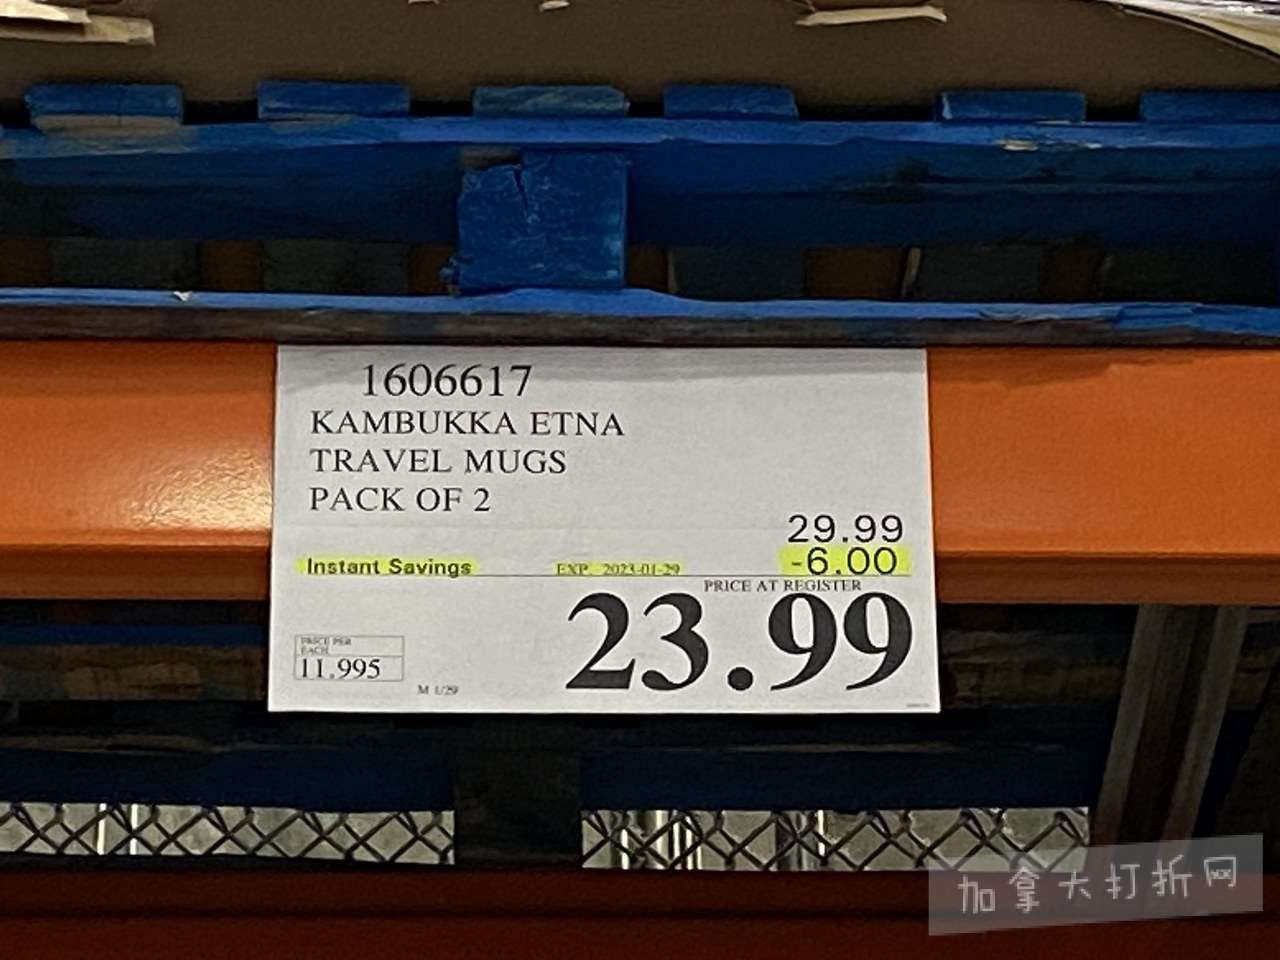 1606617
KAMBUKKA ETNA
TRAVEL MUGS
PACK OF 2
29.99
Instant Savings EXP. 2023-01-29 -6.00
PRICE AT REGISTER
23.99
PRICE PER
EACH
11.995
M 1/29
加拿大打折网